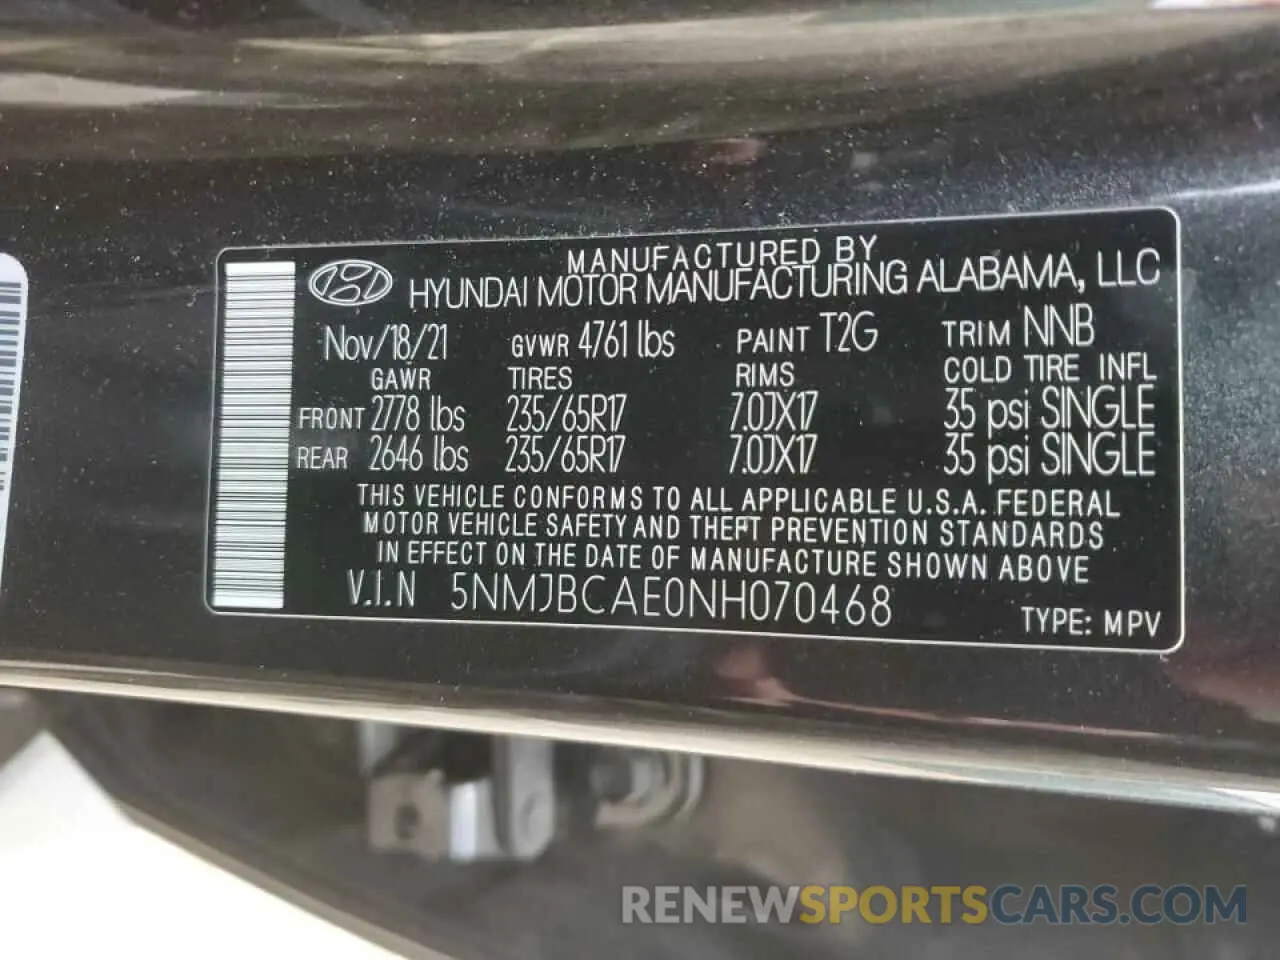 MANUFACTURED BY
HYUNDAI MOTOR MANUFACTURING ALABAMA, LLC
Nov/18/21 GVWR 4761 lbs PAINT T2G TRIM NNB
GAWR TIRES RIMS COLD TIRE INFL
FRONT 2778 lbs 235/65R17 7.0JX17 35 psi SINGLE
REAR 2646 lbs 235/65R17 7.0JX17 35 psi SINGLE
THIS VEHICLE CONFORMS TO ALL APPLICABLE U.S.A. FEDERAL
MOTOR VEHICLE SAFETY AND THEFT PREVENTION STANDARDS
IN EFFECT ON THE DATE OF MANUFACTURE SHOWN ABOVE
V.I.N 5NMJBCAE0NH070468 TYPE: MPV
RENEWSPORTSCARS.COM